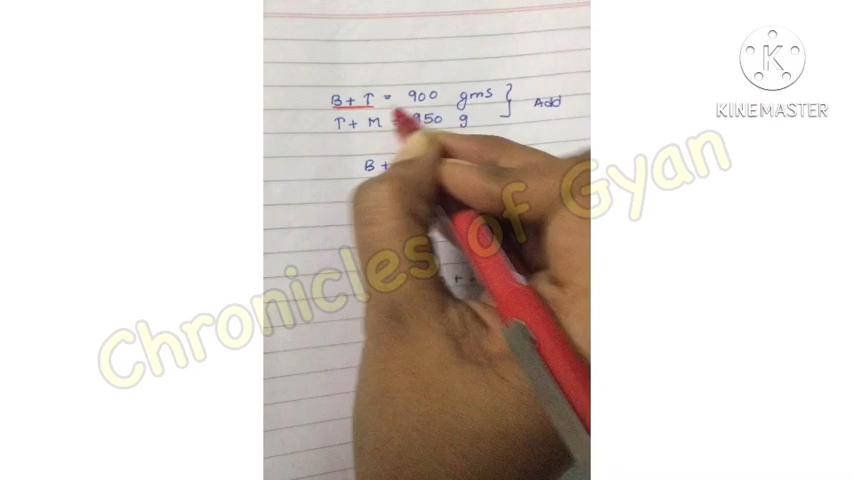 B + T = 900 gms } Add
T + M = 950 g
B +
Chronicles of Gyan
KINEMASTER